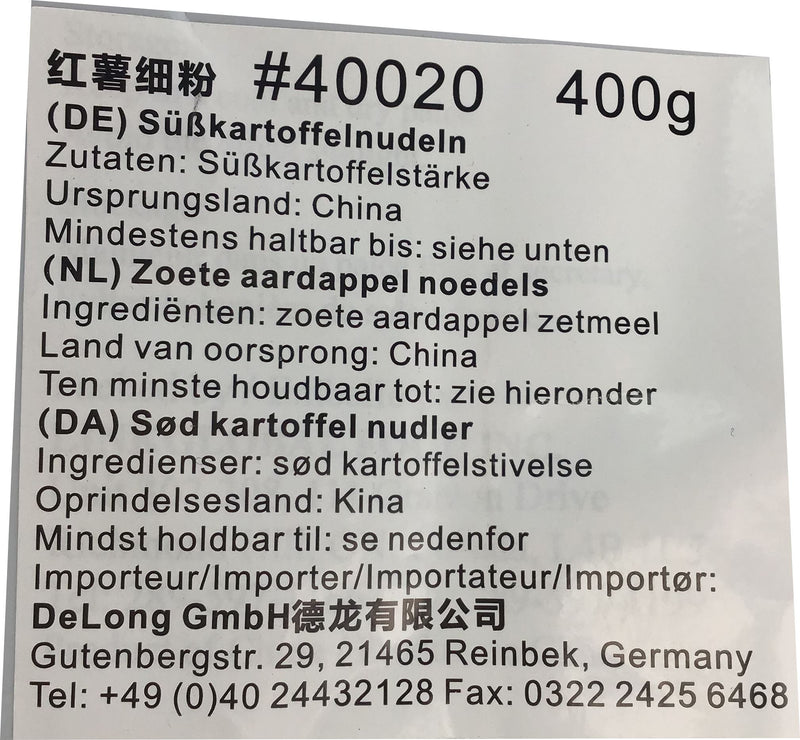 红薯细粉 #40020 400g
(DE) Süßkartoffelnudeln
Zutaten: Süßkartoffelstärke
Ursprungsland: China
Mindestens haltbar bis: siehe unten
(NL) Zoete aardappel noedels
Ingrediënten: zoete aardappel zetmeel
Land van oorsprong: China
Ten minste houdbaar tot: zie hieronder
(DA) Sød kartoffel nudler
Ingredienser: sød kartoffelstivelse
Oprindelsesland: Kina
Mindst holdbar til: se nedenfor
Importeur/Importer/Importateur/Importør:
DeLong GmbH德龙有限公司
Gutenbergstr. 29, 21465 Reinbek, Germany
Tel: +49 (0)40 24432128 Fax: 0322 2425 6468